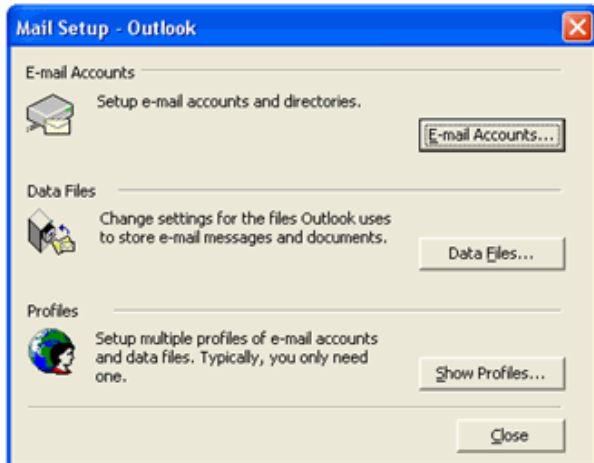 Mail Setup - Outlook
E-mail Accounts
Setup e-mail accounts and directories.
E-mail Accounts...
Data Files
Change settings for the files Outlook uses
to store e-mail messages and documents.
Data Files...
Profiles
Setup multiple profiles of e-mail accounts
and data files. Typically, you only need
one.
Show Profiles...
Close